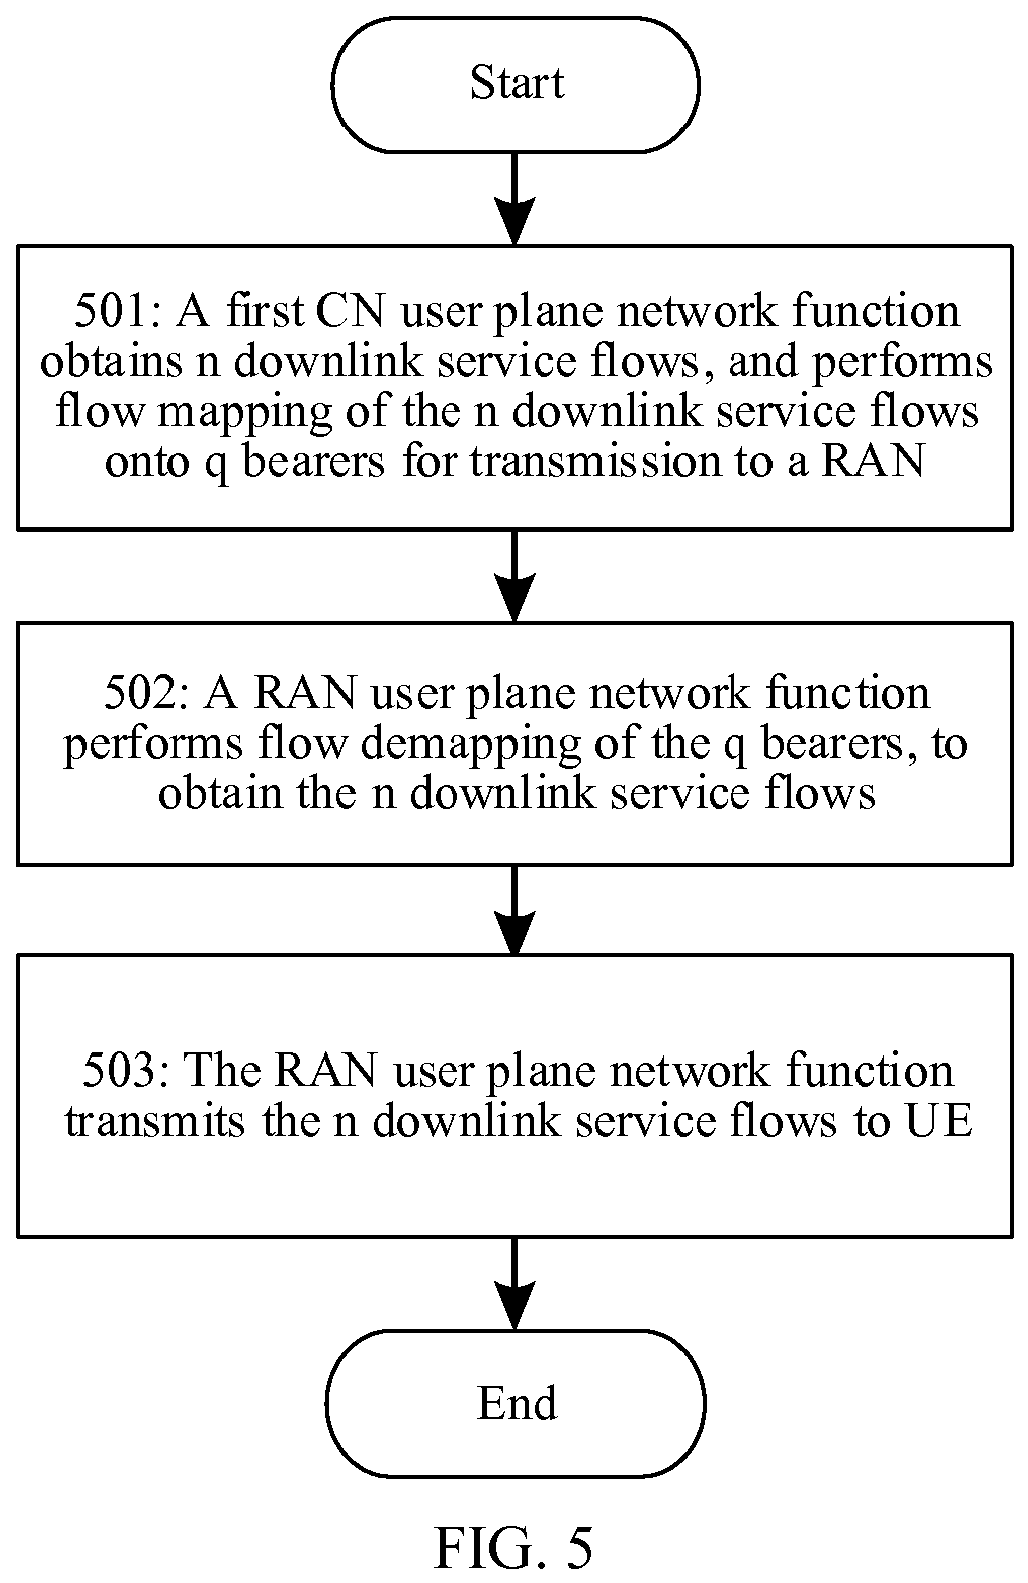 Start
501: A first CN user plane network function
obtains n downlink service flows, and performs
flow mapping of the n downlink service flows
onto q bearers for transmission to a RAN
502: A RAN user plane network function
performs flow demapping of the q bearers, to
obtain the n downlink service flows
503: The RAN user plane network function
transmits the n downlink service flows to UE
End
FIG. 5